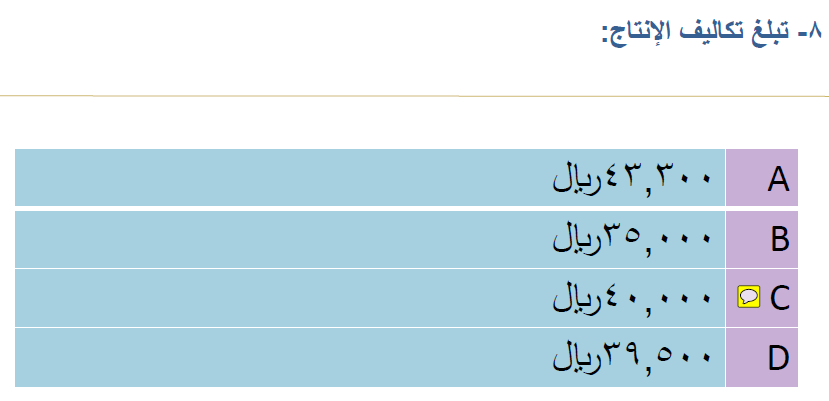 ٨- تبلغ تكاليف الإنتاج:
A ٤٣,٣٠٠ريال
B ٣٥,٠٠٠ريال
C ٤٠,٠٠٠ريال
D ٣٩,٥٠٠ريال